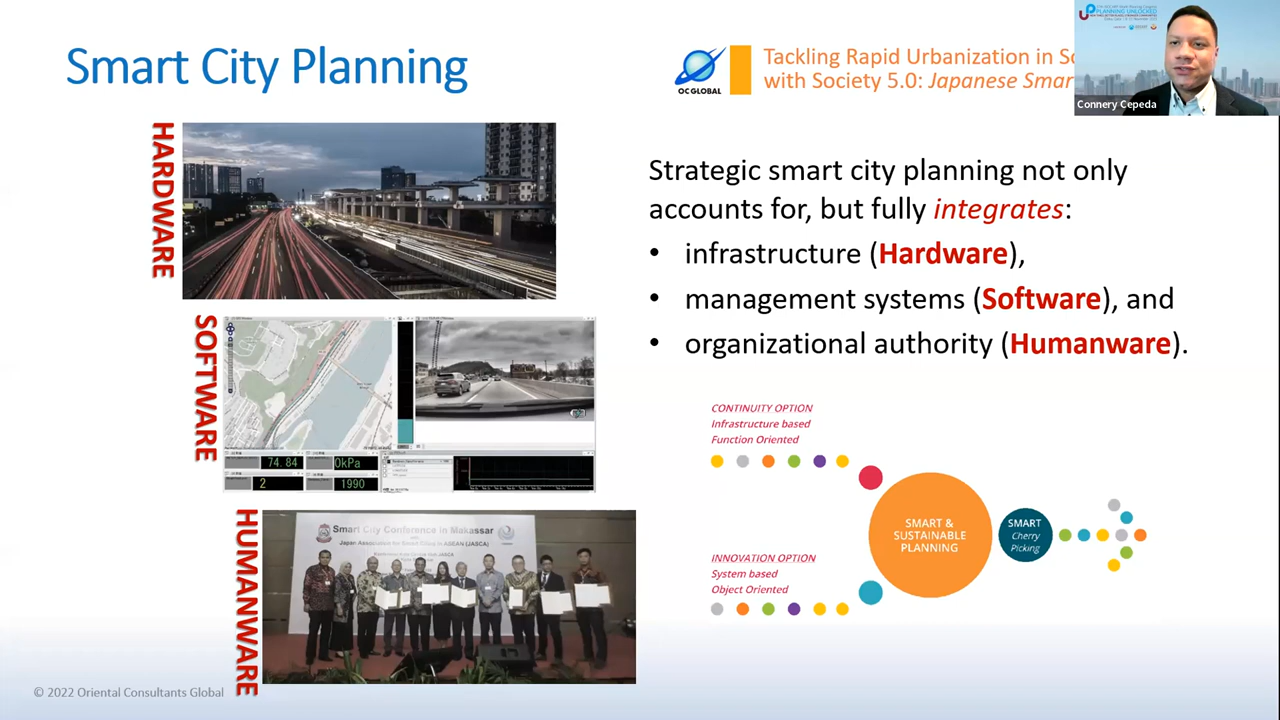 Smart City Planning
OC GLOBAL
Tackling Rapid Urbanization in
with Society 5.0: Japanese Smar
PLANNING UNLOCKED
Connery Cepeda
HARDWARE
SOFTWARE
HUMANWARE
Strategic smart city planning not only
accounts for, but fully integrates:
• infrastructure (Hardware),
• management systems (Software), and
• organizational authority (Humanware).
74.84
0kPa
2
1990
Smart City Conference in Makassar
Japan Association for Smart Cities in ASEAN (JASCA)
CONTINUITY OPTION
Infrastructure based
Function Oriented
SMART &
SUSTAINABLE
PLANNING
SMART
Cherry
Picking
INNOVATION OPTION
System based
Object Oriented
© 2022 Oriental Consultants Global